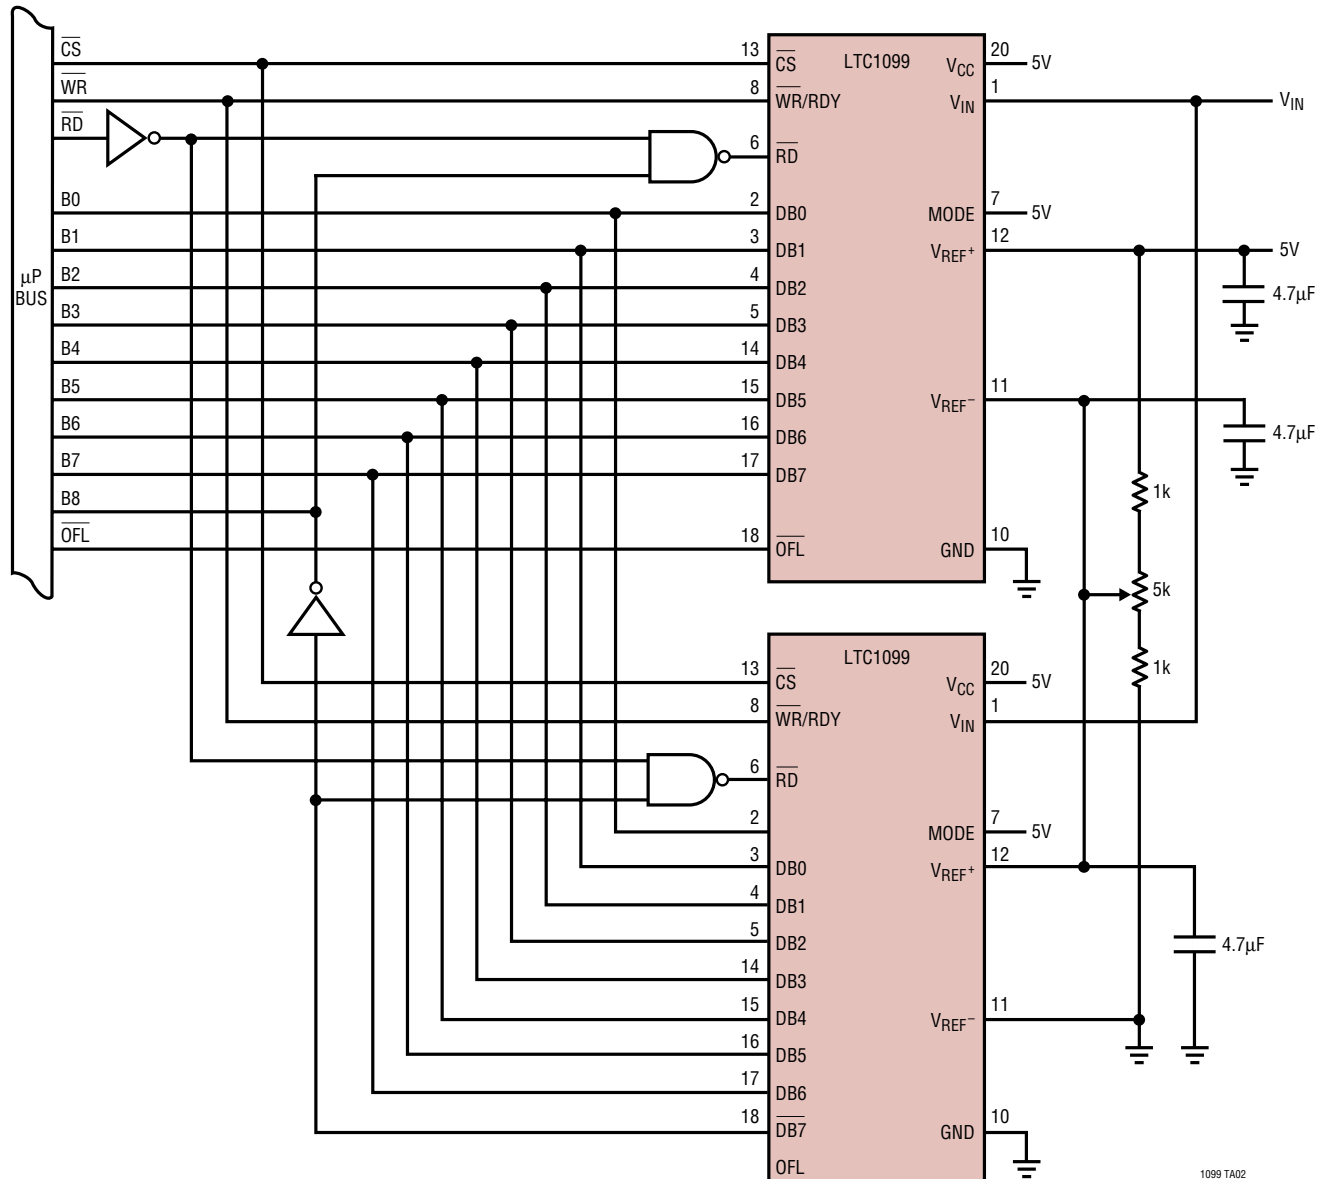 μP
BUS
CS
WR
RD
B0
B1
B2
B3
B4
B5
B6
B7
B8
OFL
LTC1099
13 CS
8 WR/RDY
6 RD
2 DB0
3 DB1
4 DB2
5 DB3
14 DB4
15 DB5
16 DB6
17 DB7
18 OFL
VCC 20 5V
VIN 1 VIN
MODE 7 5V
VREF+ 12 5V
4.7μF
VREF– 11
4.7μF
1k
GND 10
5k
1k
LTC1099
13 CS
8 WR/RDY
6 RD
2
3 DB0
4 DB1
5 DB2
14 DB3
15 DB4
16 DB5
17 DB6
18 DB7
OFL
VCC 20 5V
VIN 1
MODE 7 5V
VREF+ 12
4.7μF
VREF– 11
GND 10
1099 TA02